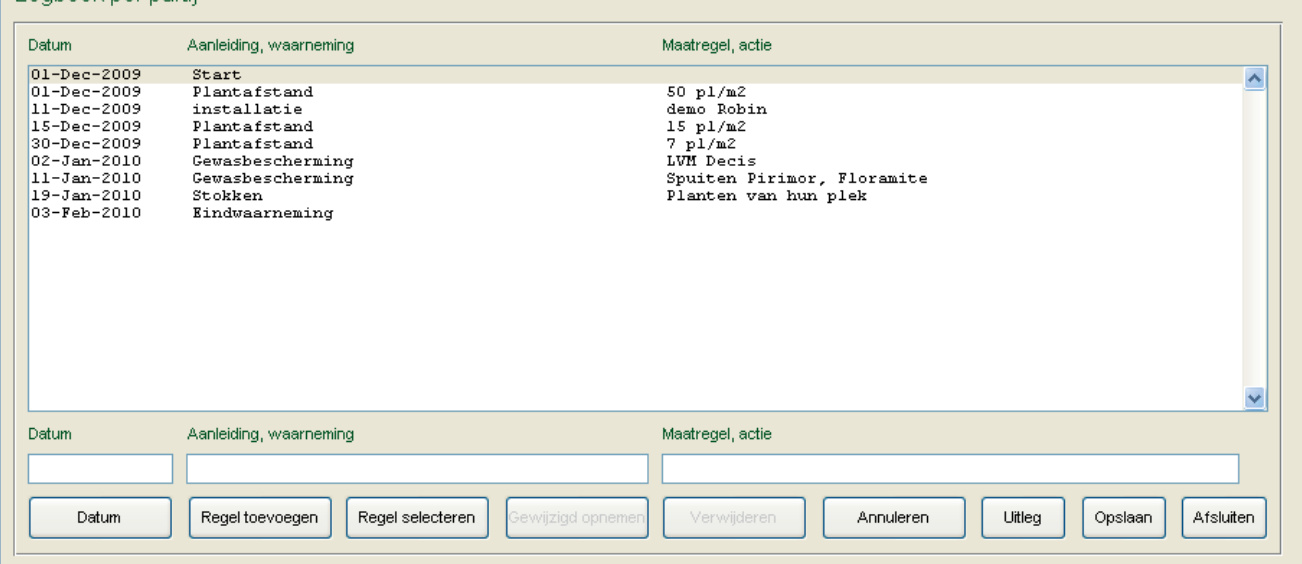 Datum Aanleiding, waarneming Maatregel, actie
01-Dec-2009 Start
01-Dec-2009 Plantafstand 50 pl/m2
11-Dec-2009 installatie demo Robin
15-Dec-2009 Plantafstand 15 pl/m2
30-Dec-2009 Plantafstand 7 pl/m2
02-Jan-2010 Gewasbescherming LVM Decis
11-Jan-2010 Gewasbescherming Spuiten Pirimor, Floramite
19-Jan-2010 Stokken Planten van hun plek
03-Feb-2010 Eindwaarneming
Datum Aanleiding, waarneming Maatregel, actie
Datum Regel toevoegen Regel selecteren Gewijzigd opnemen Verwijderen Annuleren Uitleg Opslaan Afsluiten